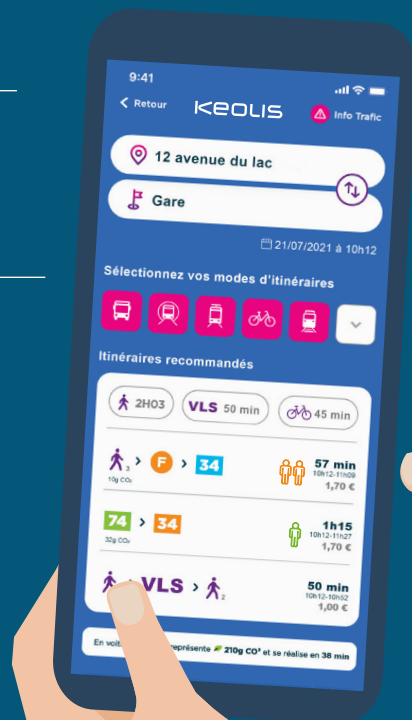 9:41
Retour
KEOLIS
Info Trafic
12 avenue du lac
Gare
21/07/2021 à 10h12
Sélectionnez vos modes d'itinéraires
Itinéraires recommandés
2H03
VLS 50 min
45 min
3 > F > 34
57 min
10g CO₂
10h12-11h09
1,70 €
74 > 34
1h15
32g CO₂
10h12-11h27
1,70 €
> VLS > 2
50 min
10h12-10h52
1,00 €
En voit représente 210g CO² et se réalise en 38 min